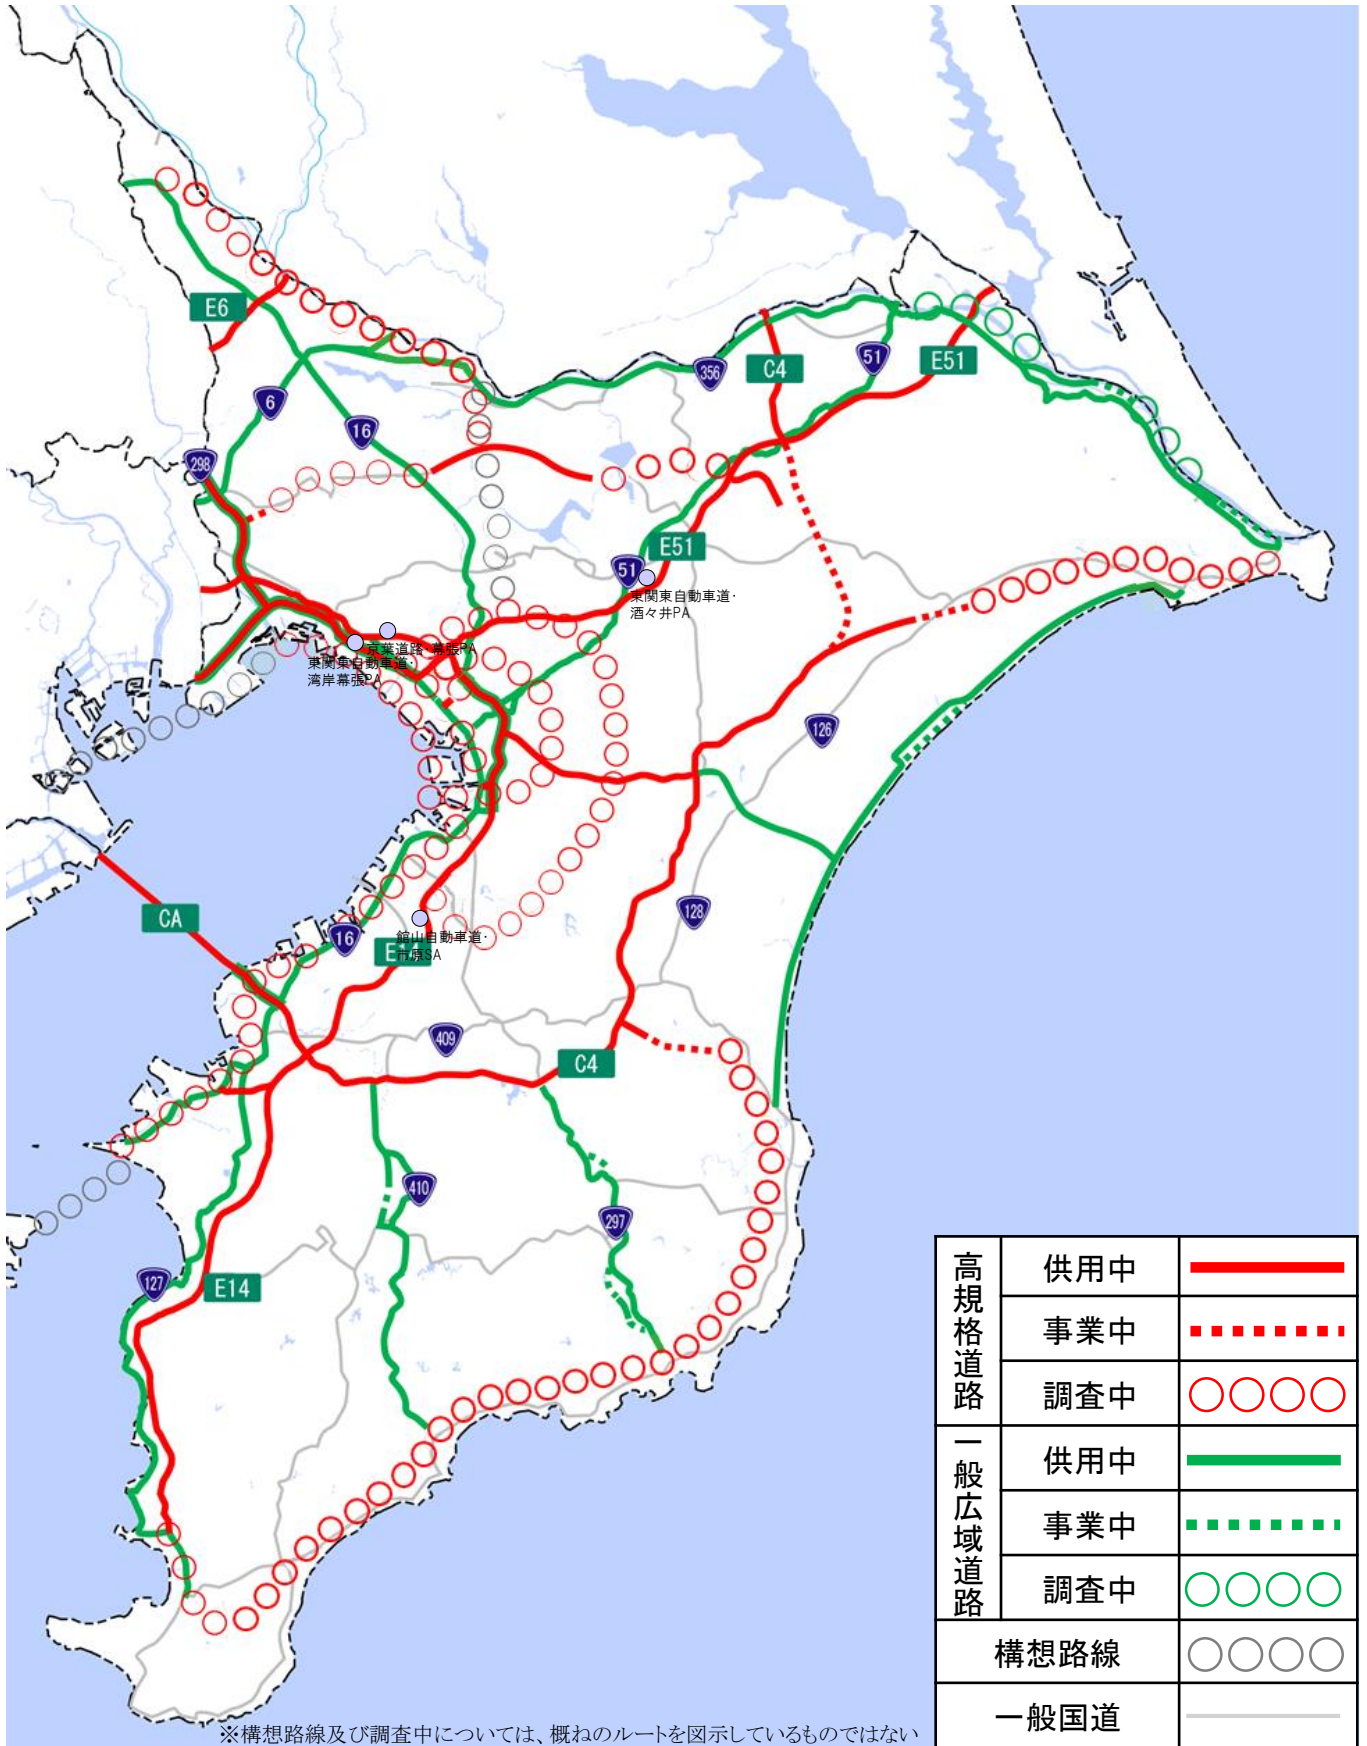 E6
6
16
298
356
C4
51
E51
E51
51
東関東自動車道・
酒々井PA
京葉道路・幕張PA
東関東自動車道・
湾岸幕張PA
126
CA
16
128
E14
館山自動車道・
市原SA
409
C4
410
297
127
E14
高規格道路
供用中
事業中
調査中
一般広域道路
供用中
事業中
調査中
構想路線
一般国道
※構想路線及び調査中については、概ねのルートを図示しているものではない